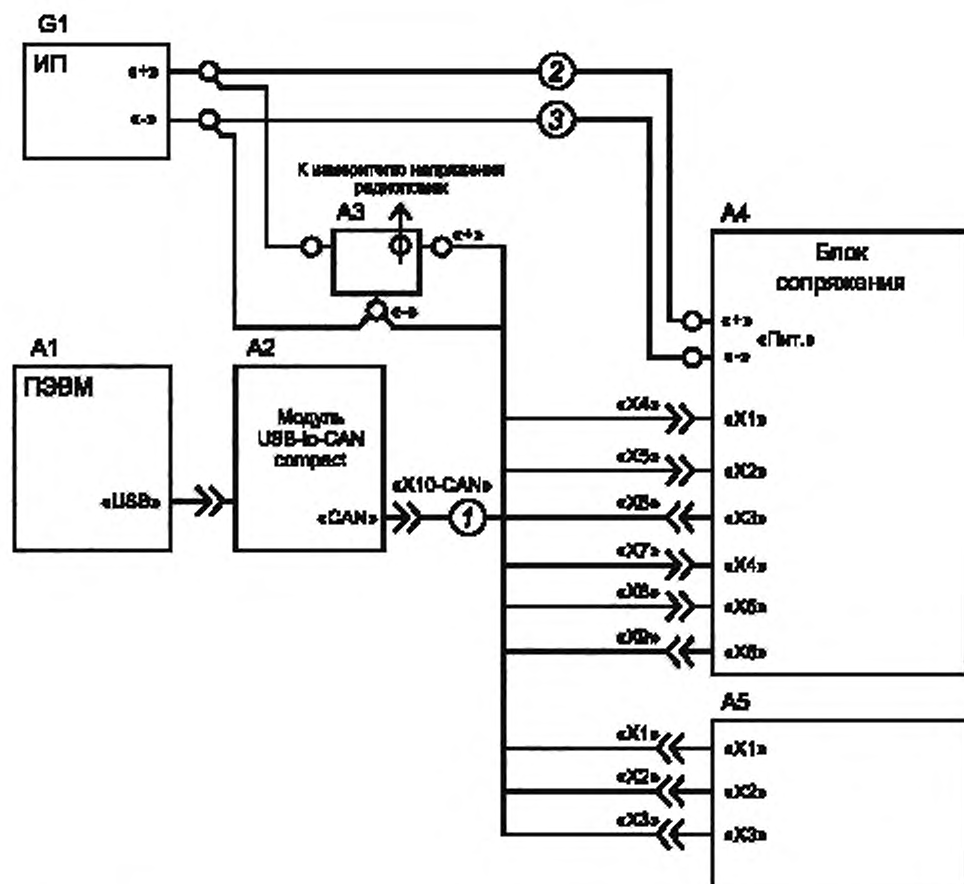 G1
ИП
«+»
«-»
2
3
К измерителю напряжения
радиопомех
A3
«+»
«-»
A4
Блок
сопряжения
«+»
«Пит.»
«-»
A1
ПЭВМ
«USB»
A2
Модуль
USB-to-CAN
compact
«CAN»
«X10-CAN»
1
«X4»
«X1»
«X5»
«X2»
«X3»
«X7»
«X4»
«X8»
«X5»
«X9»
«X6»
A5
«X1»
«X1»
«X2»
«X2»
«X3»
«X3»